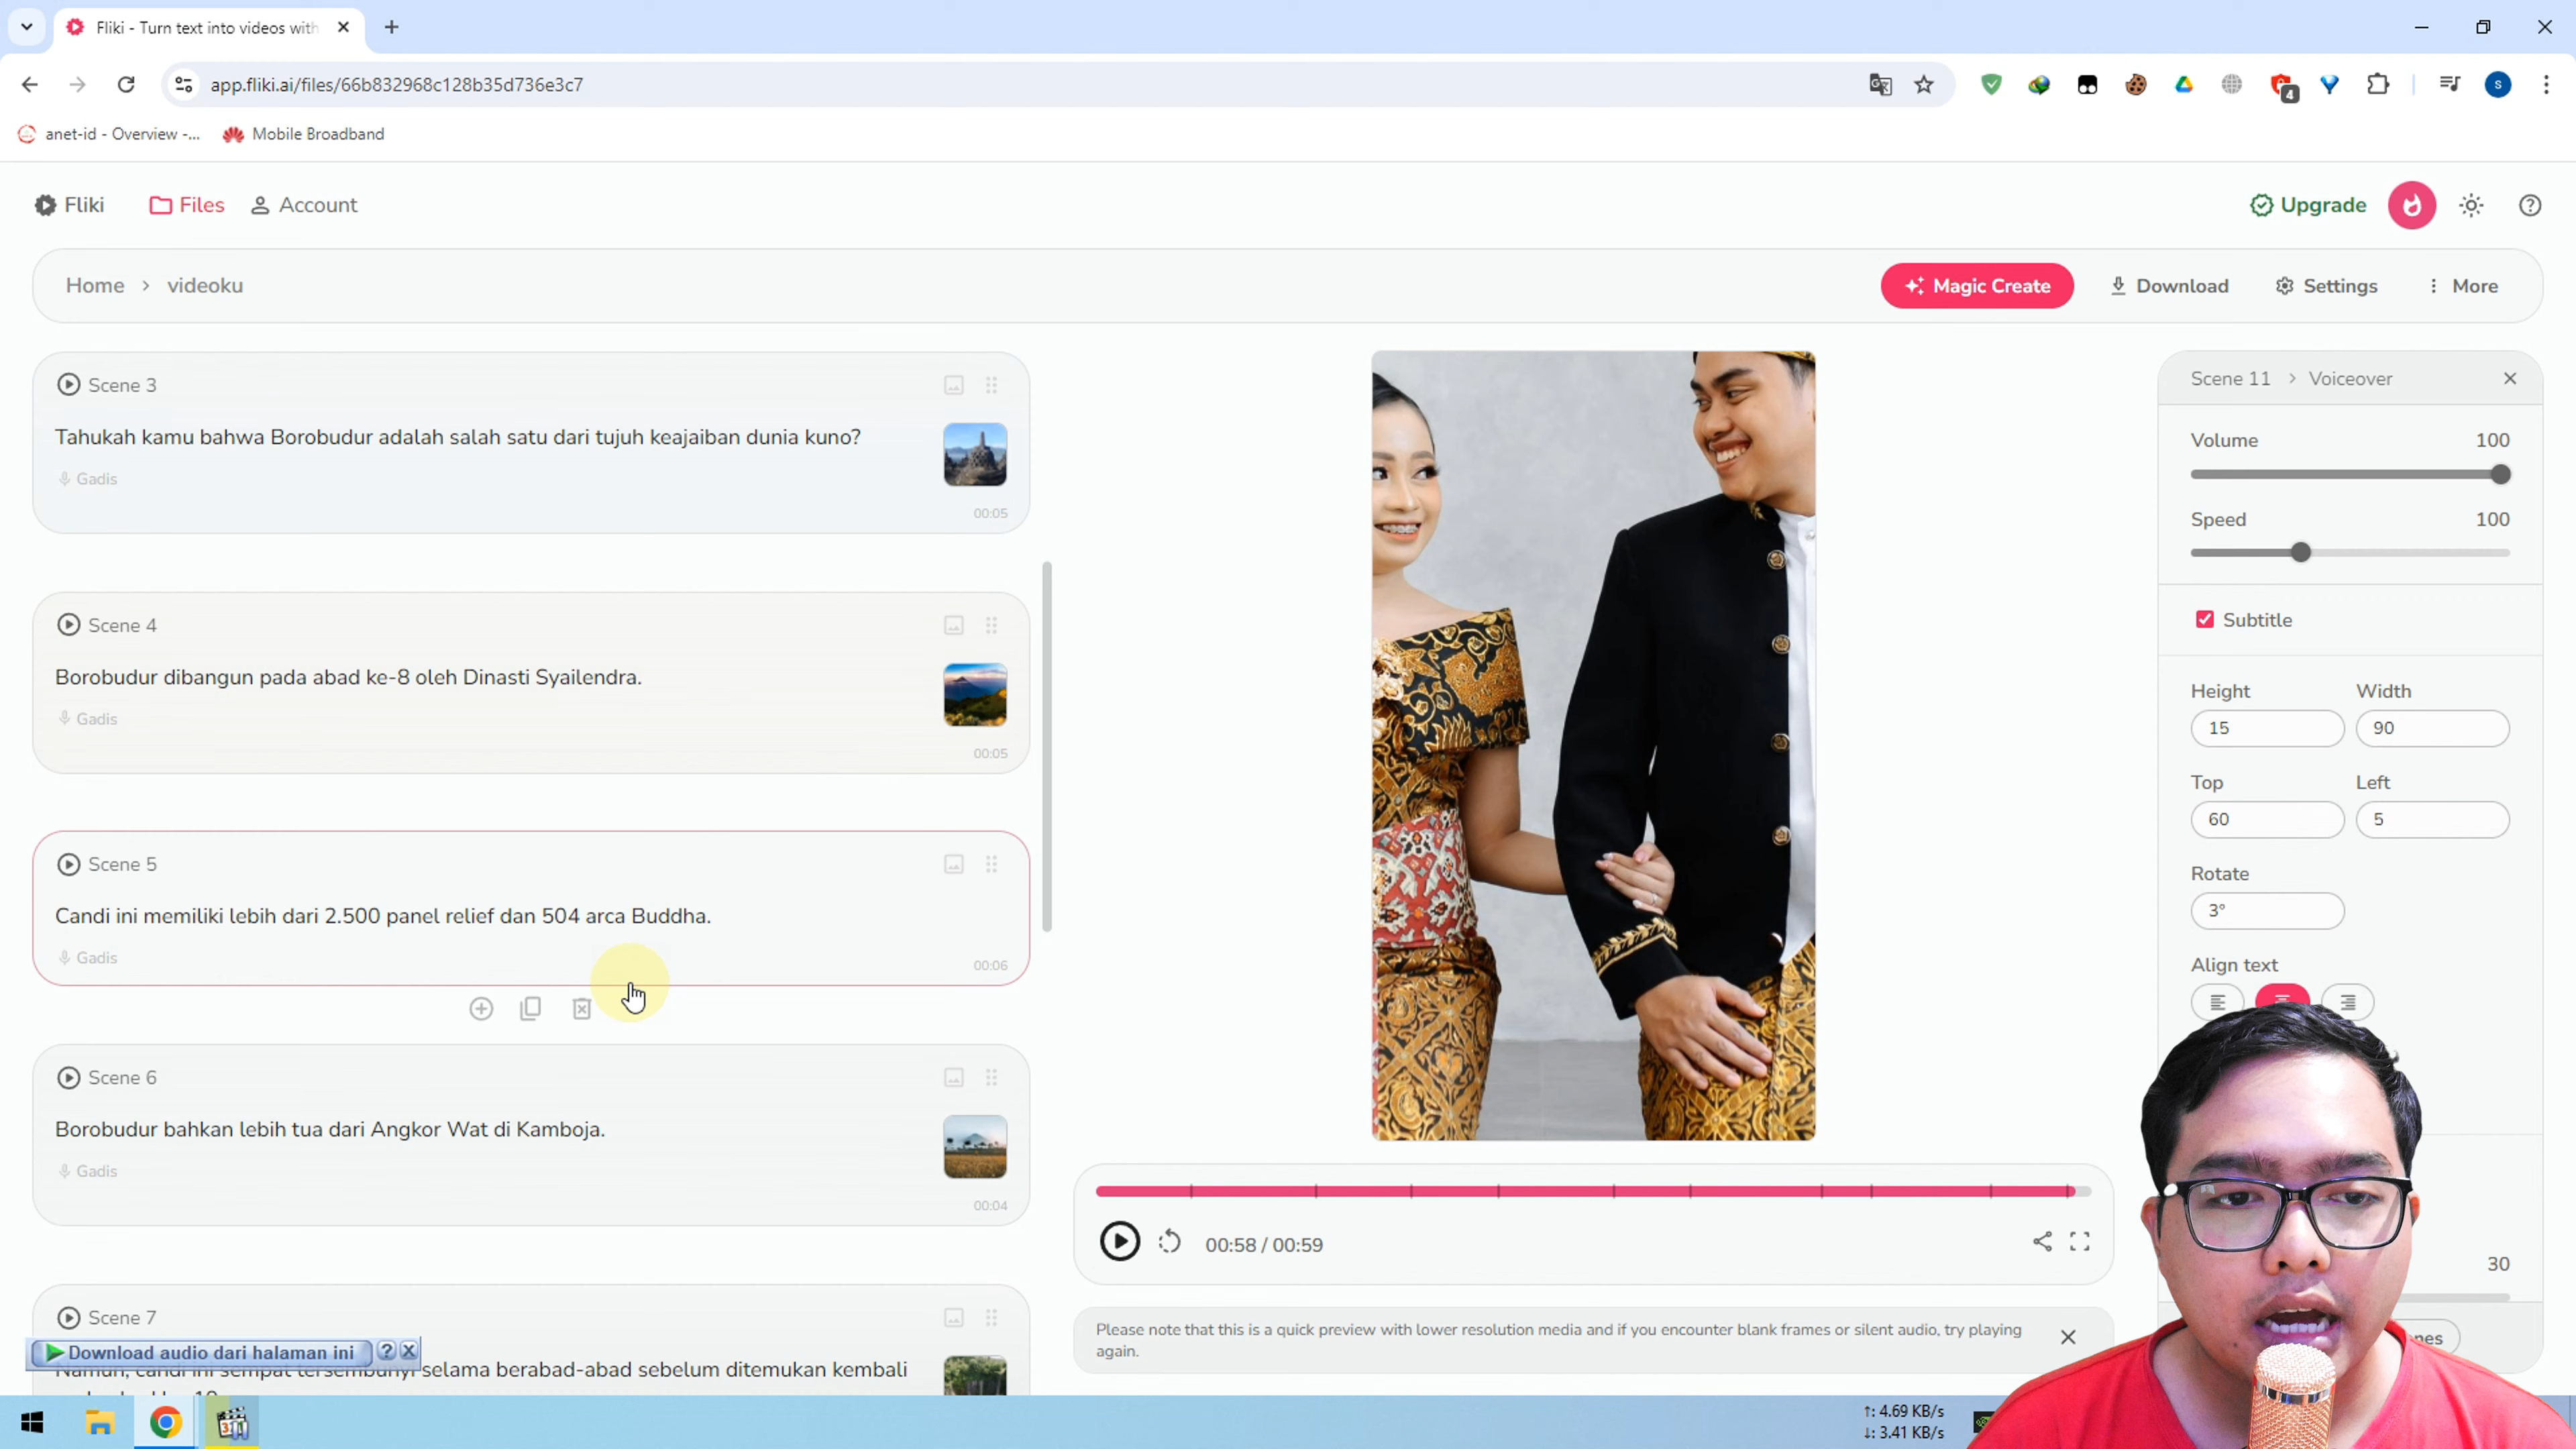 Fliki - Turn text into videos with
app.fliki.ai/files/66b832968c128b35d736e3c7
4
S
anet-id - Overview -...
Mobile Broadband
Fliki
Files
Account
Upgrade
Home > videoku
Magic Create
Download
Settings
More
Scene 3
Tahukah kamu bahwa Borobudur adalah salah satu dari tujuh keajaiban dunia kuno?
Gadis
00:05
Scene 4
Borobudur dibangun pada abad ke-8 oleh Dinasti Syailendra.
Gadis
00:05
Scene 5
Candi ini memiliki lebih dari 2.500 panel relief dan 504 arca Buddha.
Gadis
00:06
Scene 6
Borobudur bahkan lebih tua dari Angkor Wat di Kamboja.
Gadis
00:04
Scene 7
Download audio dari halaman ini
Namun, candi ini sempat tersembunyi selama berabad-abad sebelum ditemukan kembali
00:58 / 00:59
Please note that this is a quick preview with lower resolution media and if you encounter blank frames or silent audio, try playing
again.
Scene 11 > Voiceover
Volume 100
Speed 100
Subtitle
Height Width
15 90
Top Left
60 5
Rotate
3°
Align text
30
↑: 4.69 KB/s
↓: 3.41 KB/s